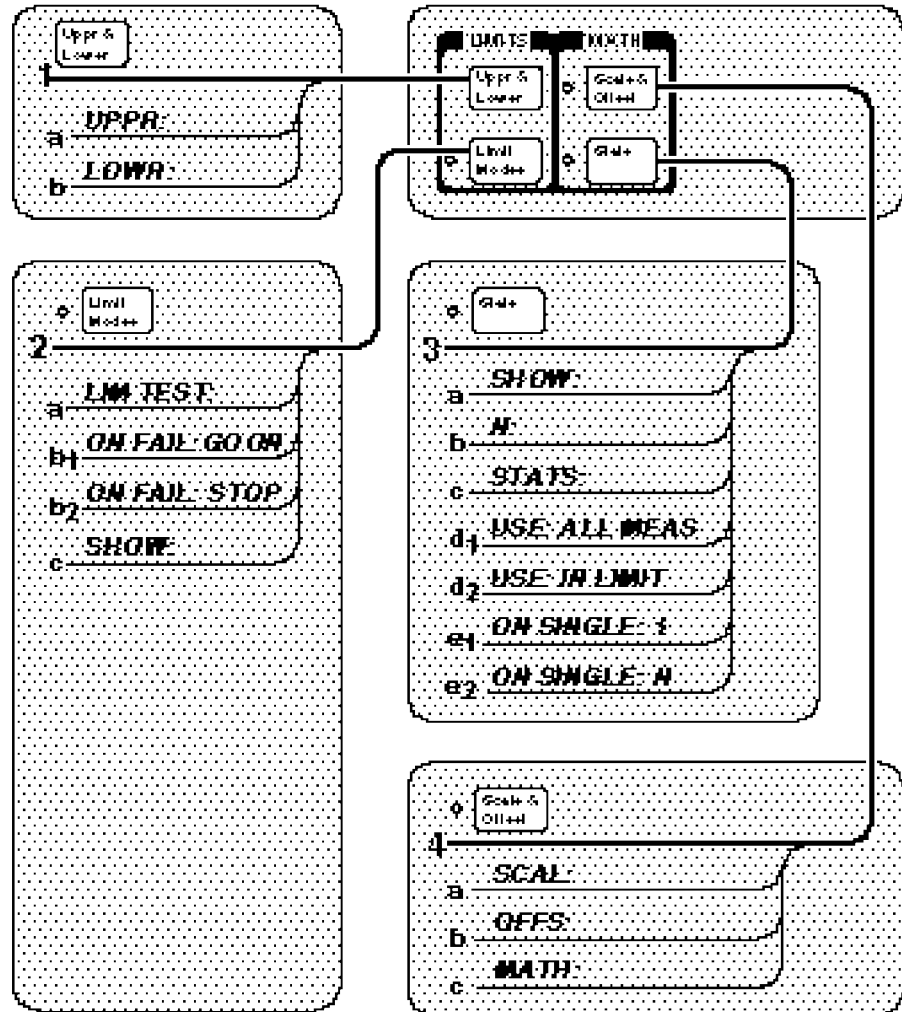 Uppr &
Lower
1
a UPPR:
b LOWR:
LIMITS MATH
Uppr &
Lower
Scale &
Offset
Limit
Modes
Stats
Limit
Modes
2
a LIM TEST:
b1 ON FAIL: GO ON
b2 ON FAIL: STOP
c SHOW:
Stats
3
a SHOW:
b N:
c STATS:
d1 USE: ALL MEAS
d2 USE: IN LIMIT
e1 ON SINGLE: 1
e2 ON SINGLE: N
Scale &
Offset
4
a SCAL:
b OFFS:
c MATH: